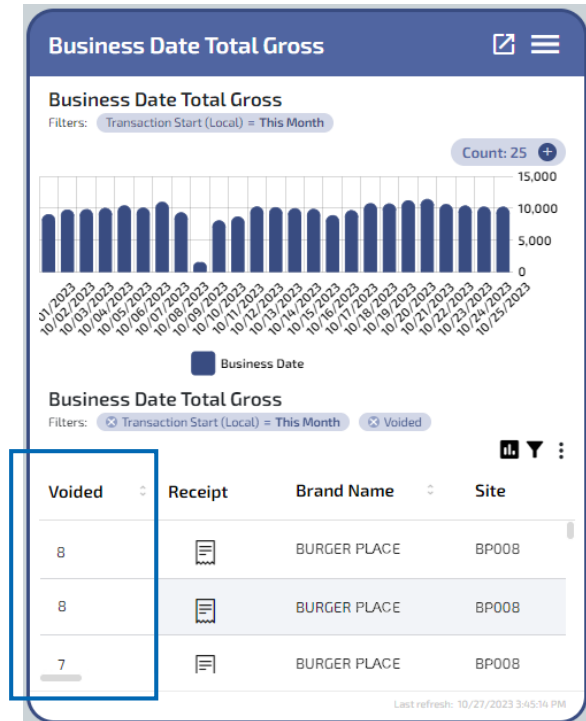 Business Date Total Gross
Business Date Total Gross
Filters: Transaction Start (Local) = This Month
Count: 25 +
15,000
10,000
5,000
0
01/2023
10/02/2023
10/03/2023
10/04/2023
10/05/2023
10/06/2023
10/07/2023
10/08/2023
10/09/2023
10/10/2023
10/11/2023
10/12/2023
10/13/2023
10/14/2023
10/15/2023
10/16/2023
10/17/2023
10/18/2023
10/19/2023
10/20/2023
10/21/2023
10/22/2023
10/23/2023
10/24/2023
10/25/2023
Business Date
Business Date Total Gross
Filters: Transaction Start (Local) = This Month Voided
Voided Receipt Brand Name Site
8 BURGER PLACE BP008
8 BURGER PLACE BP008
7 BURGER PLACE BP008
Last refresh: 10/27/2023 3:45:14 PM